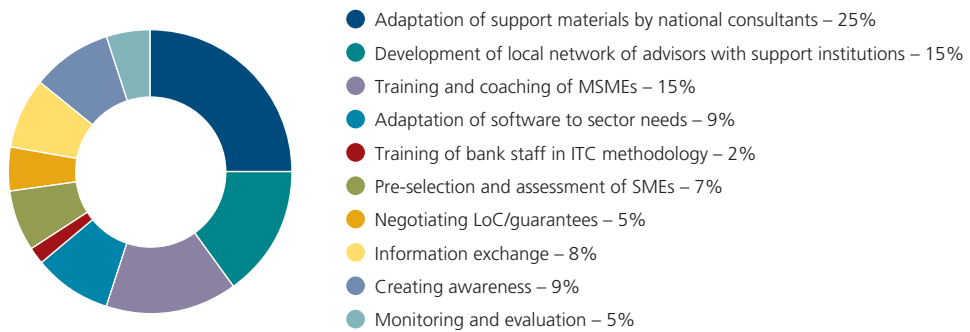 Adaptation of support materials by national consultants – 25%
Development of local network of advisors with support institutions – 15%
Training and coaching of MSMEs – 15%
Adaptation of software to sector needs – 9%
Training of bank staff in ITC methodology – 2%
Pre-selection and assessment of SMEs – 7%
Negotiating LoC/guarantees – 5%
Information exchange – 8%
Creating awareness – 9%
Monitoring and evaluation – 5%